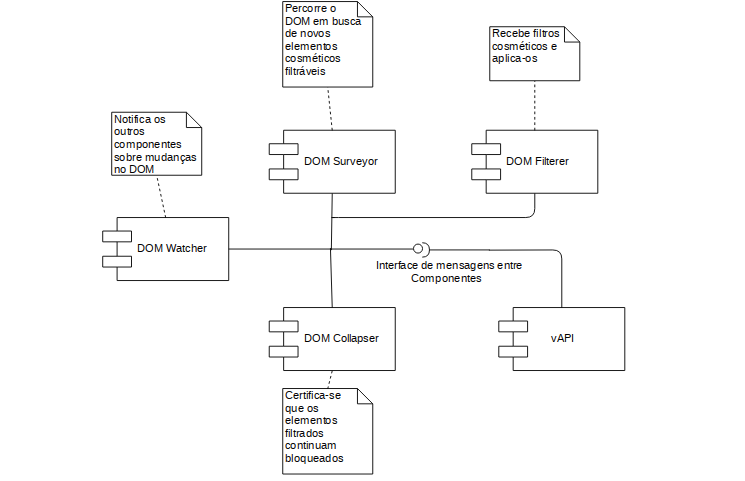 Percorre o
DOM em busca
de novos
elementos
cosméticos
filtráveis
Recebe filtros
cosméticos e
aplica-os
Notifica os
outros
componentes
sobre mudanças
no DOM
DOM Surveyor
DOM Filterer
DOM Watcher
Interface de mensagens entre
Componentes
DOM Collapser
vAPI
Certifica-se
que os
elementos
filtrados
continuam
bloqueados